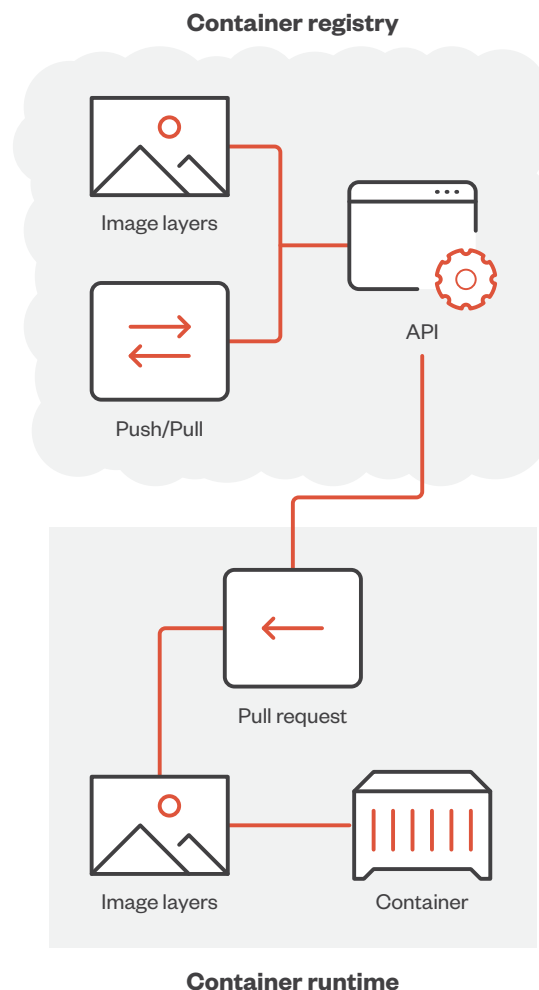 Container registry
Image layers
API
Push/Pull
Pull request
Image layers
Container
Container runtime